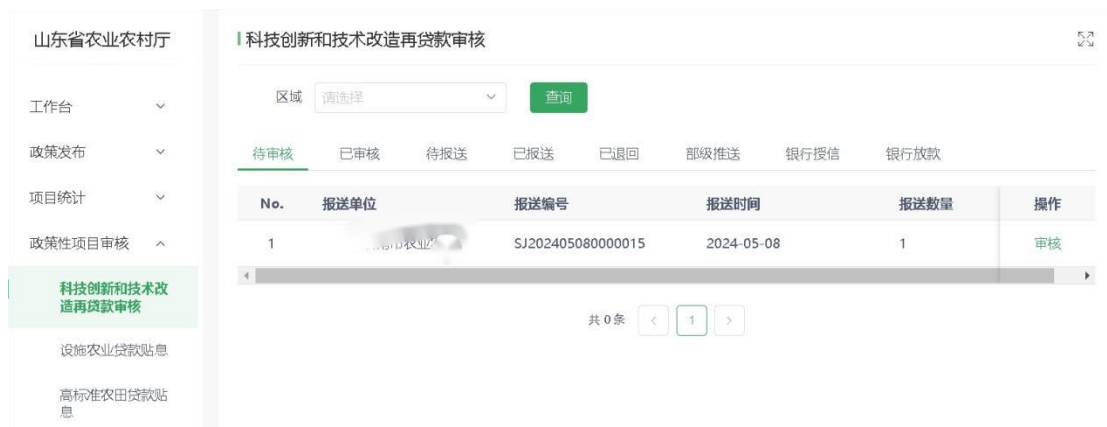 山东省农业农村厅
工作台
政策发布
项目统计
政策性项目审核
科技创新和技术改
造再贷款审核
设施农业贷款贴息
高标准农田贷款贴
息
科技创新和技术改造再贷款审核
区域 请选择 查询
待审核 已审核 待报送 已报送 已退回 部级推送 银行授信 银行放款
No. 报送单位 报送编号 报送时间 报送数量 操作
1 市农业 SJ202405080000015 2024-05-08 1 审核
共 0 条 < 1 >